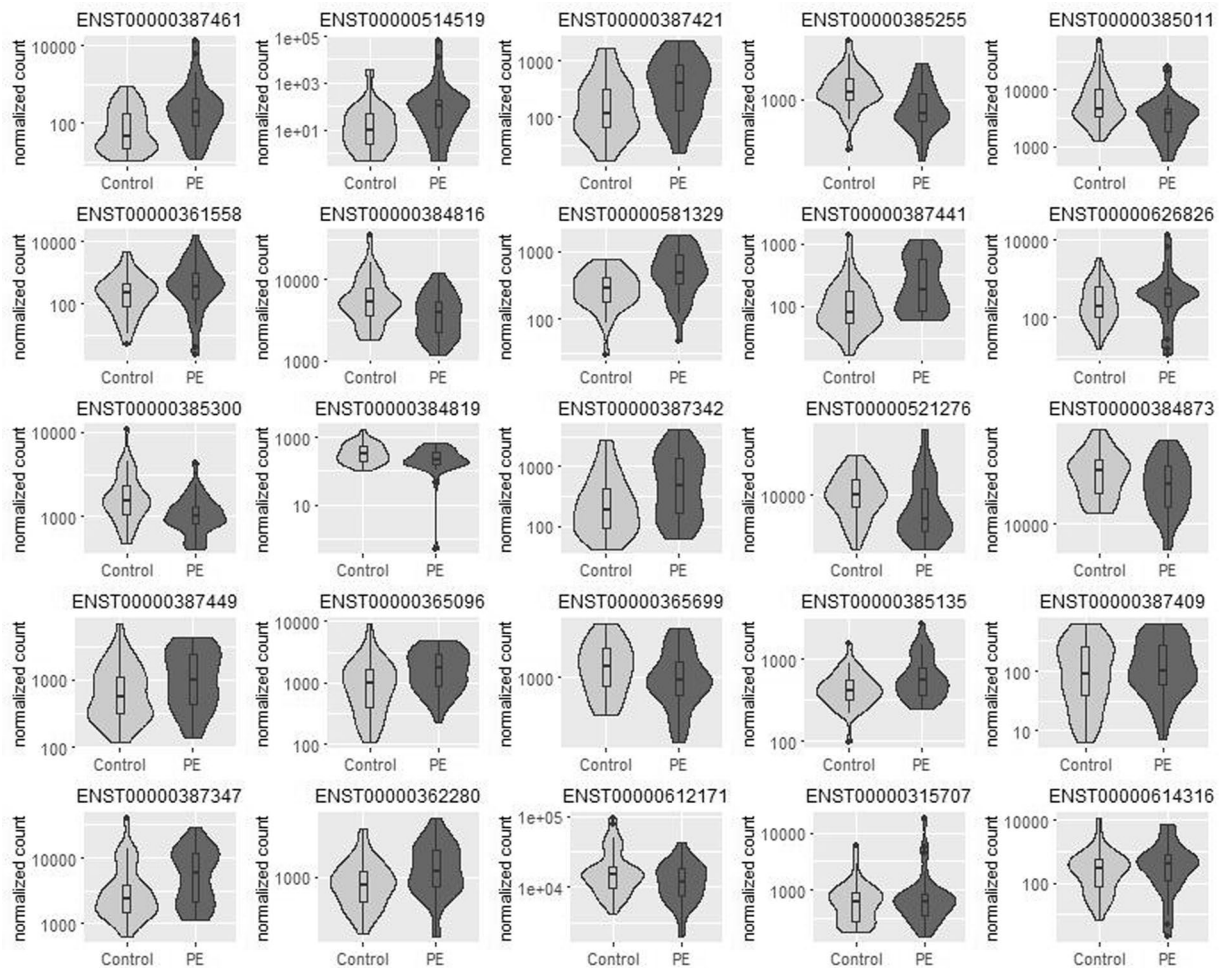 ENST00000387461 ENST00000514519 ENST00000387421 ENST00000385255 ENST00000385011
normalized count 10000 100 normalized count 1e+05 1e+03 1e+01 normalized count 1000 100 normalized count 1000 normalized count 10000 1000
Control PE Control PE Control PE Control PE Control PE
ENST00000361558 ENST00000384816 ENST00000581329 ENST00000387441 ENST00000626826
normalized count 10000 100 normalized count 10000 1000 normalized count 1000 100 normalized count 1000 100 normalized count 10000 100
Control PE Control PE Control PE Control PE Control PE
ENST00000385300 ENST00000384819 ENST00000387342 ENST00000521276 ENST00000384873
normalized count 10000 1000 normalized count 1000 10 normalized count 1000 100 normalized count 10000 normalized count 10000
Control PE Control PE Control PE Control PE Control PE
ENST00000387449 ENST00000365096 ENST00000365699 ENST00000385135 ENST00000387409
normalized count 1000 100 normalized count 10000 1000 100 normalized count 1000 normalized count 1000 100 normalized count 100 10
Control PE Control PE Control PE Control PE Control PE
ENST00000387347 ENST00000362280 ENST00000612171 ENST00000315707 ENST00000614316
normalized count 10000 1000 normalized count 1000 normalized count 1e+05 1e+04 normalized count 1000 normalized count 10000 100
Control PE Control PE Control PE Control PE Control PE